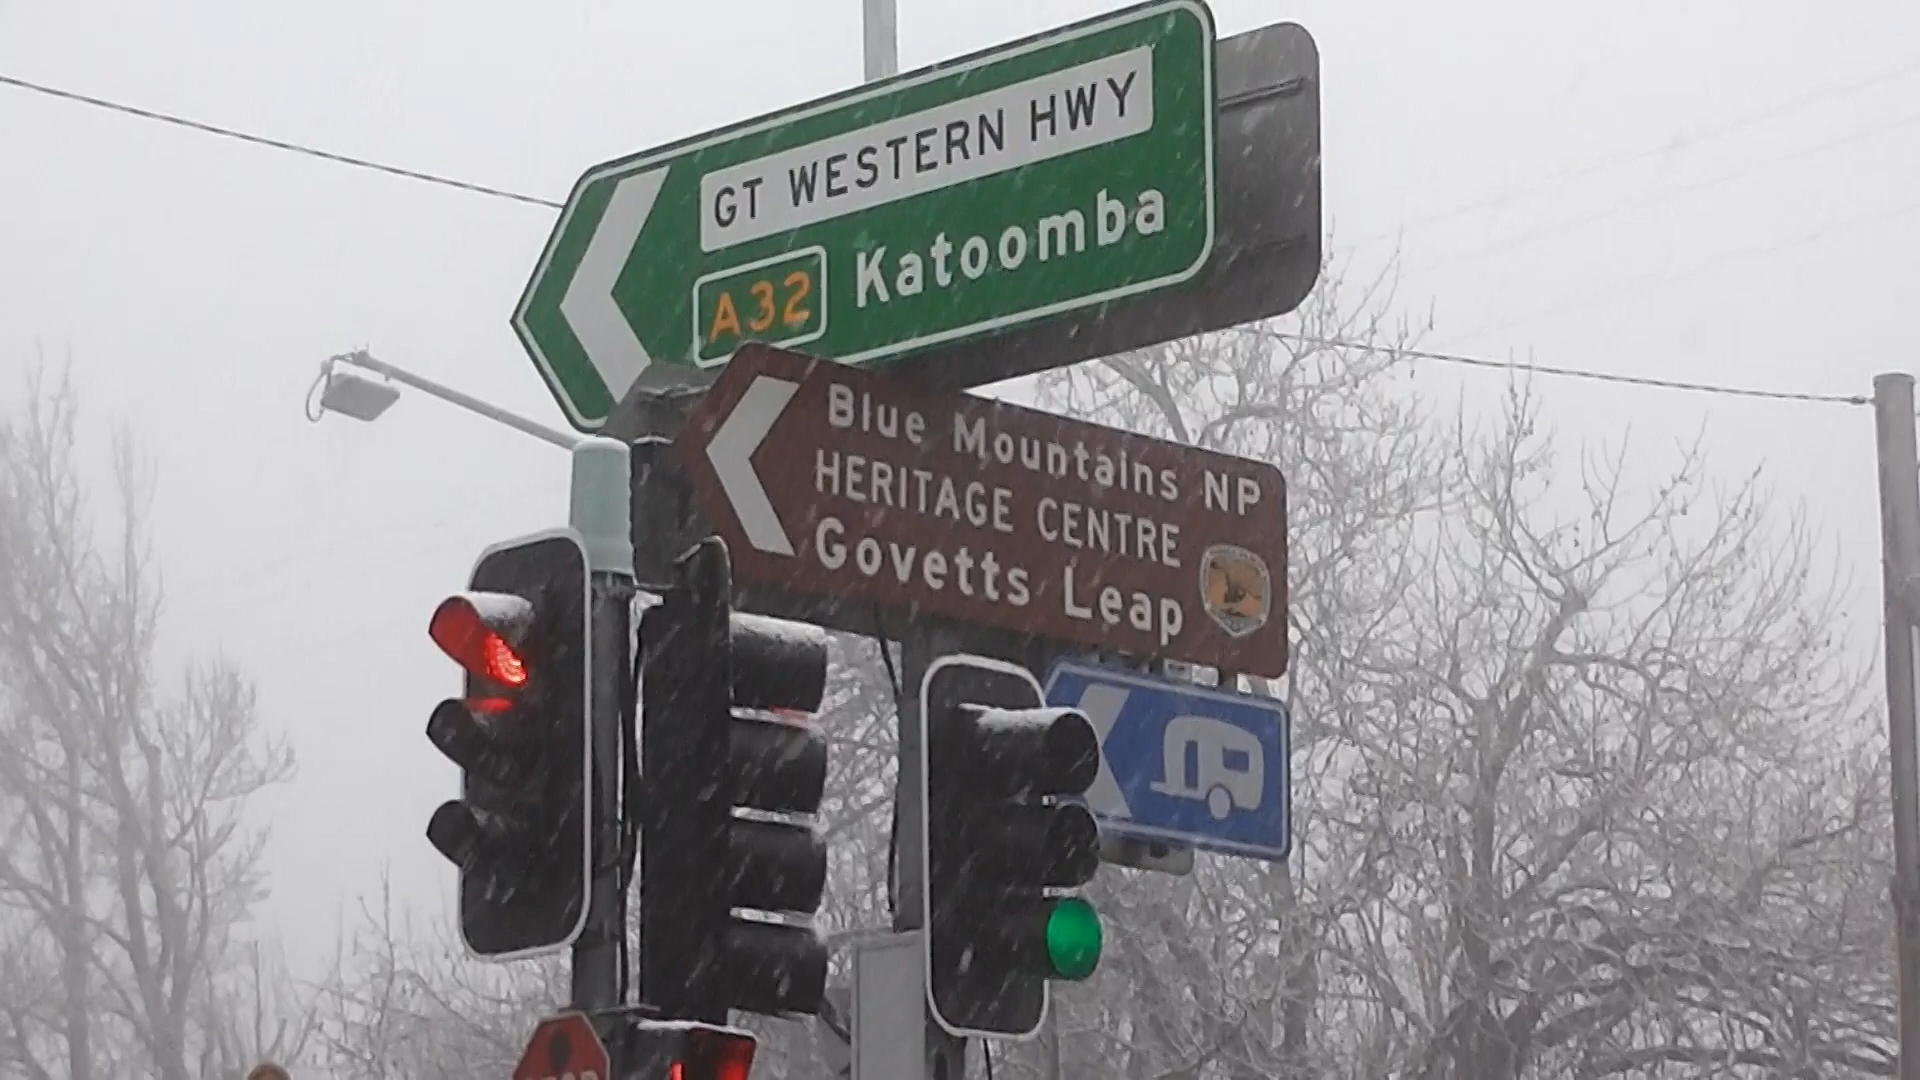 GT WESTERN HWY
A32 Katoomba
Blue Mountains NP
HERITAGE CENTRE
Govetts Leap